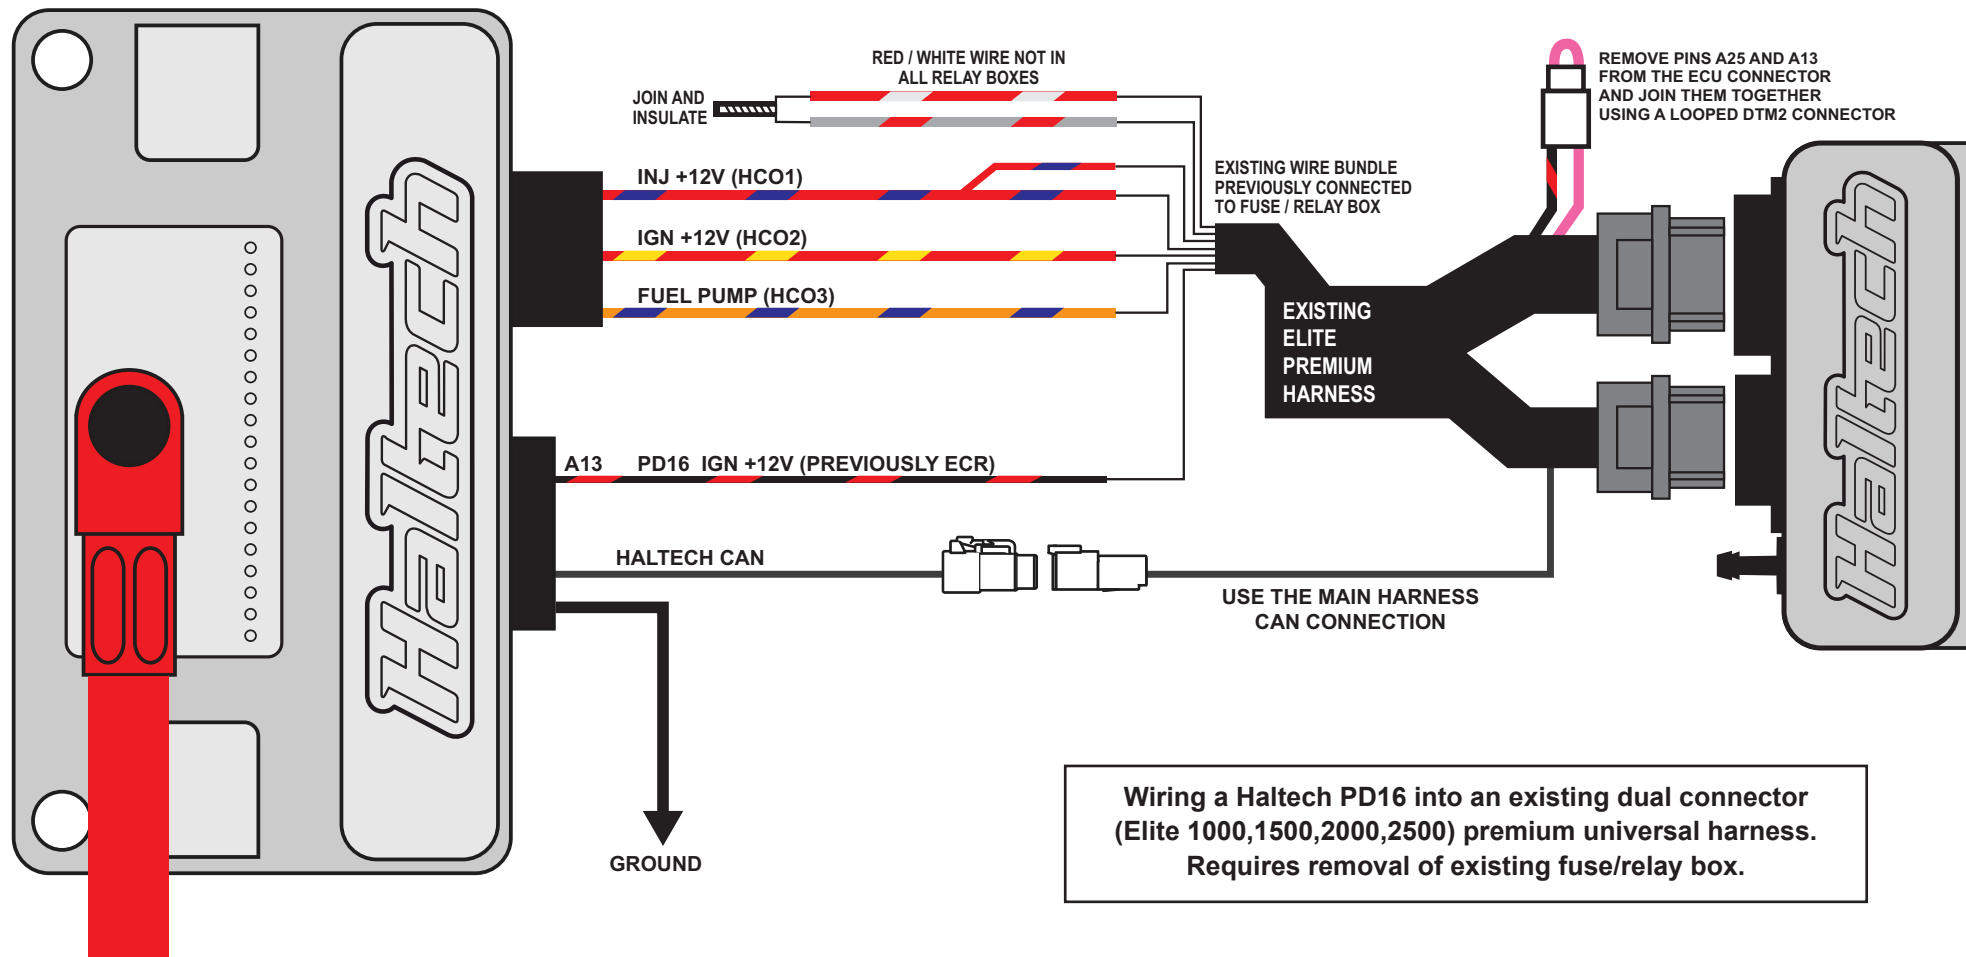 RED / WHITE WIRE NOT IN
ALL RELAY BOXES
JOIN AND
INSULATE
REMOVE PINS A25 AND A13
FROM THE ECU CONNECTOR
AND JOIN THEM TOGETHER
USING A LOOPED DTM2 CONNECTOR
INJ +12V (HCO1)
EXISTING WIRE BUNDLE
PREVIOUSLY CONNECTED
TO FUSE / RELAY BOX
IGN +12V (HCO2)
FUEL PUMP (HCO3)
EXISTING
ELITE
PREMIUM
HARNESS
Haltech
Haltech
A13 PD16 IGN +12V (PREVIOUSLY ECR)
HALTECH CAN
USE THE MAIN HARNESS
CAN CONNECTION
GROUND
Wiring a Haltech PD16 into an existing dual connector
(Elite 1000,1500,2000,2500) premium universal harness.
Requires removal of existing fuse/relay box.